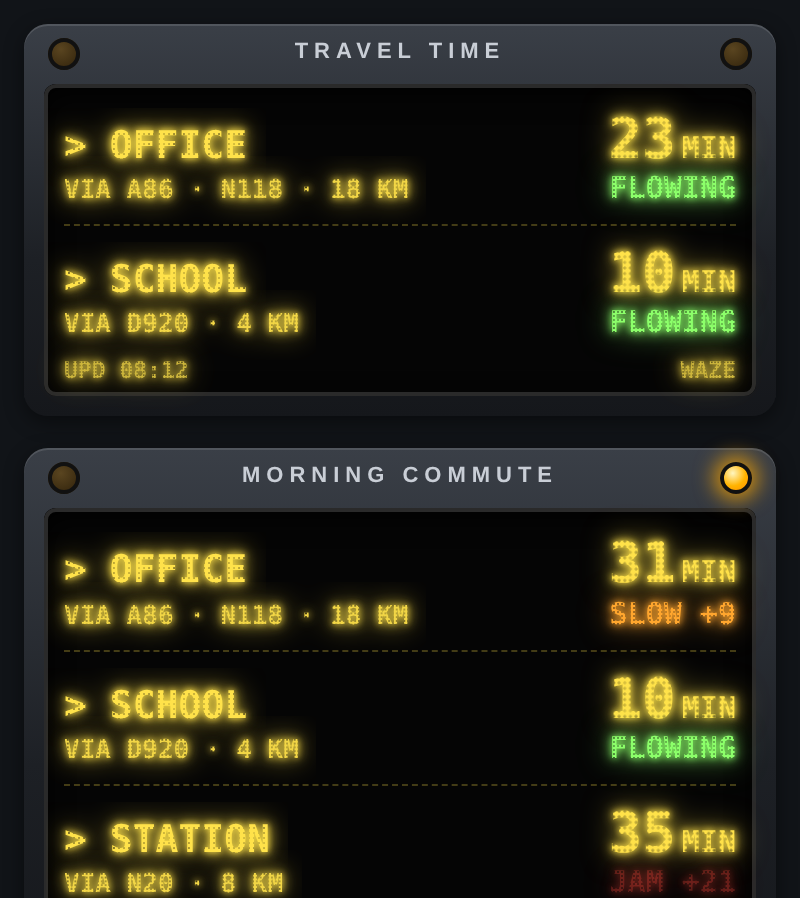 TRAVEL TIME
> OFFICE 23 MIN
VIA A86 · N118 · 18 KM FLOWING
> SCHOOL 10 MIN
VIA D920 · 4 KM FLOWING
UPD 08:12 WAZE
MORNING COMMUTE
> OFFICE 31 MIN
VIA A86 · N118 · 18 KM SLOW +9
> SCHOOL 10 MIN
VIA D920 · 4 KM FLOWING
> STATION 35 MIN
VIA N20 · 8 KM JAM +21